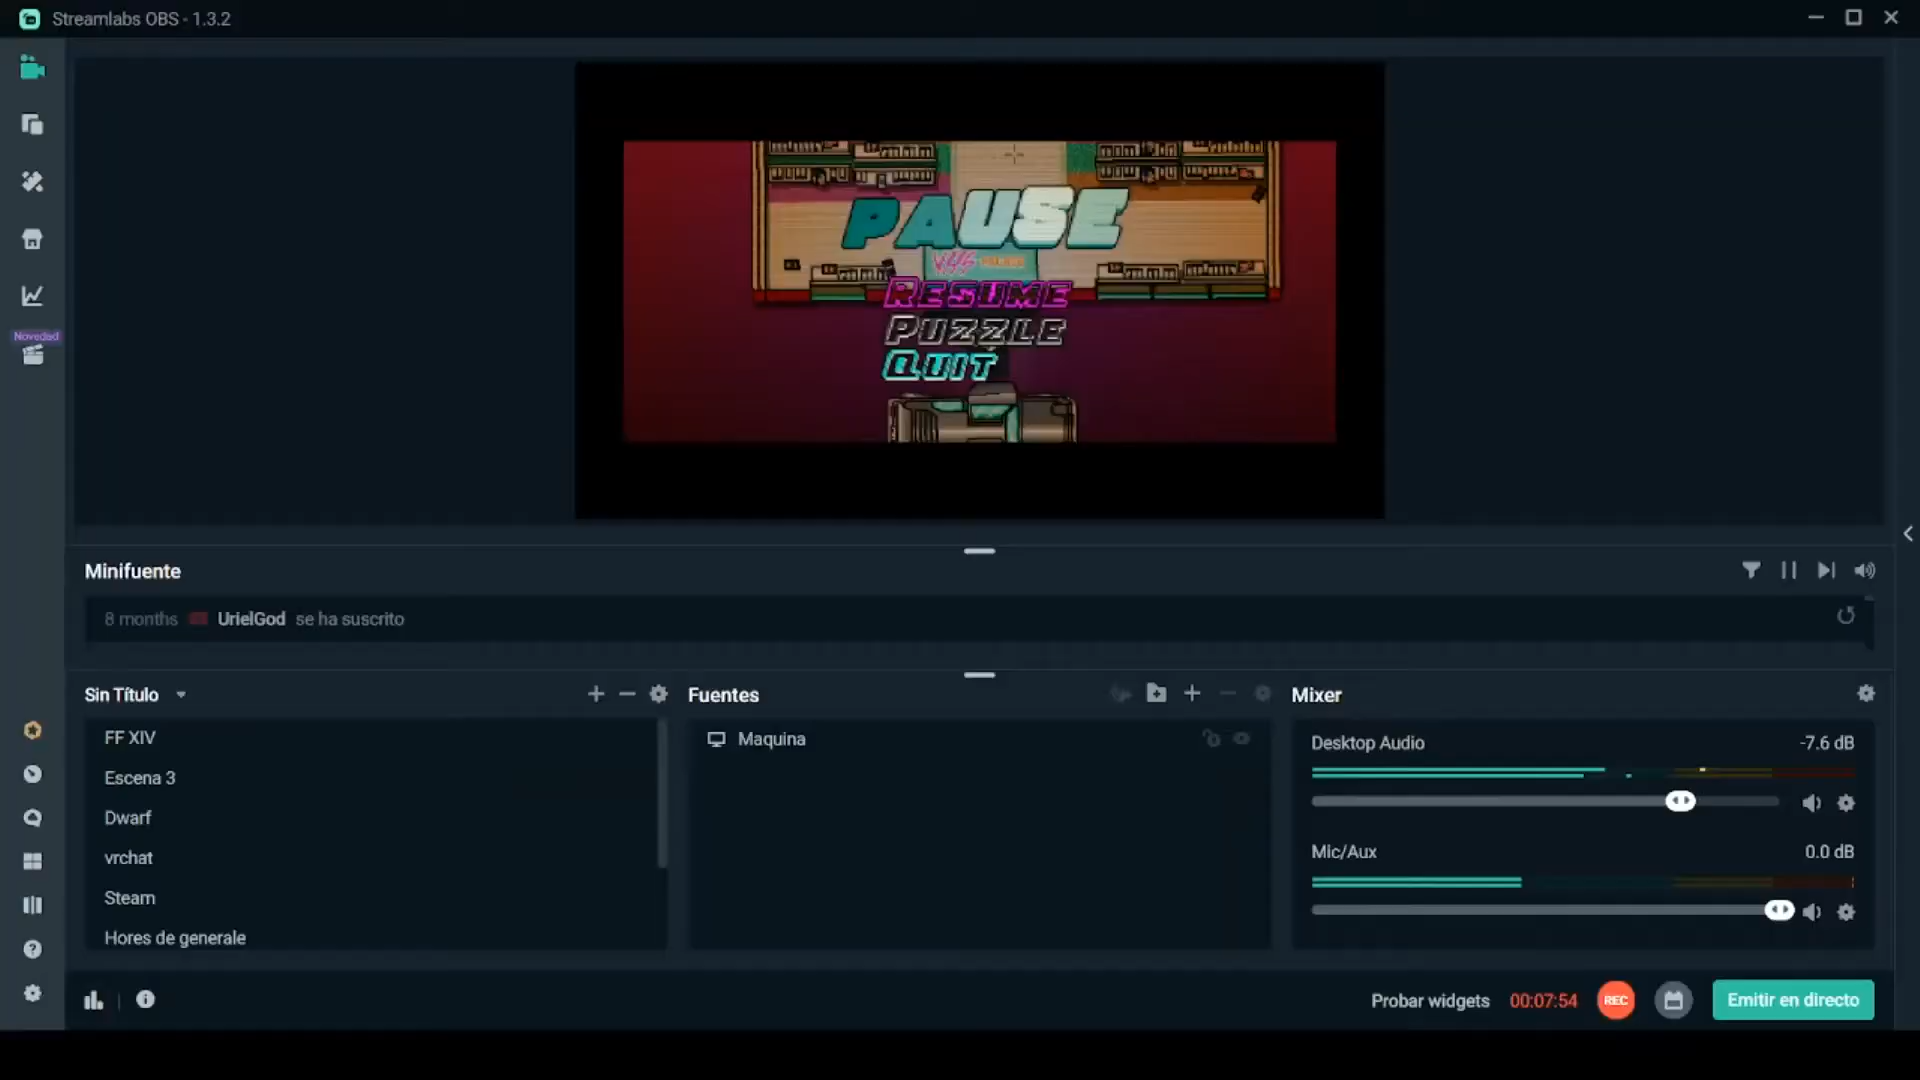 Streamlabs OBS - 1.3.2
Novedad
PAUSE
RESUME
PUZZLE
QUIT
Minifuente
8 months UrielGod se ha suscrito
Sin Título
FF XIV
Escena 3
Dwarf
vrchat
Steam
Hores de generale
Fuentes
Maquina
Mixer
Desktop Audio -7.6 dB
Mic/Aux 0.0 dB
Probar widgets 00:07:54 REC Emitir en directo